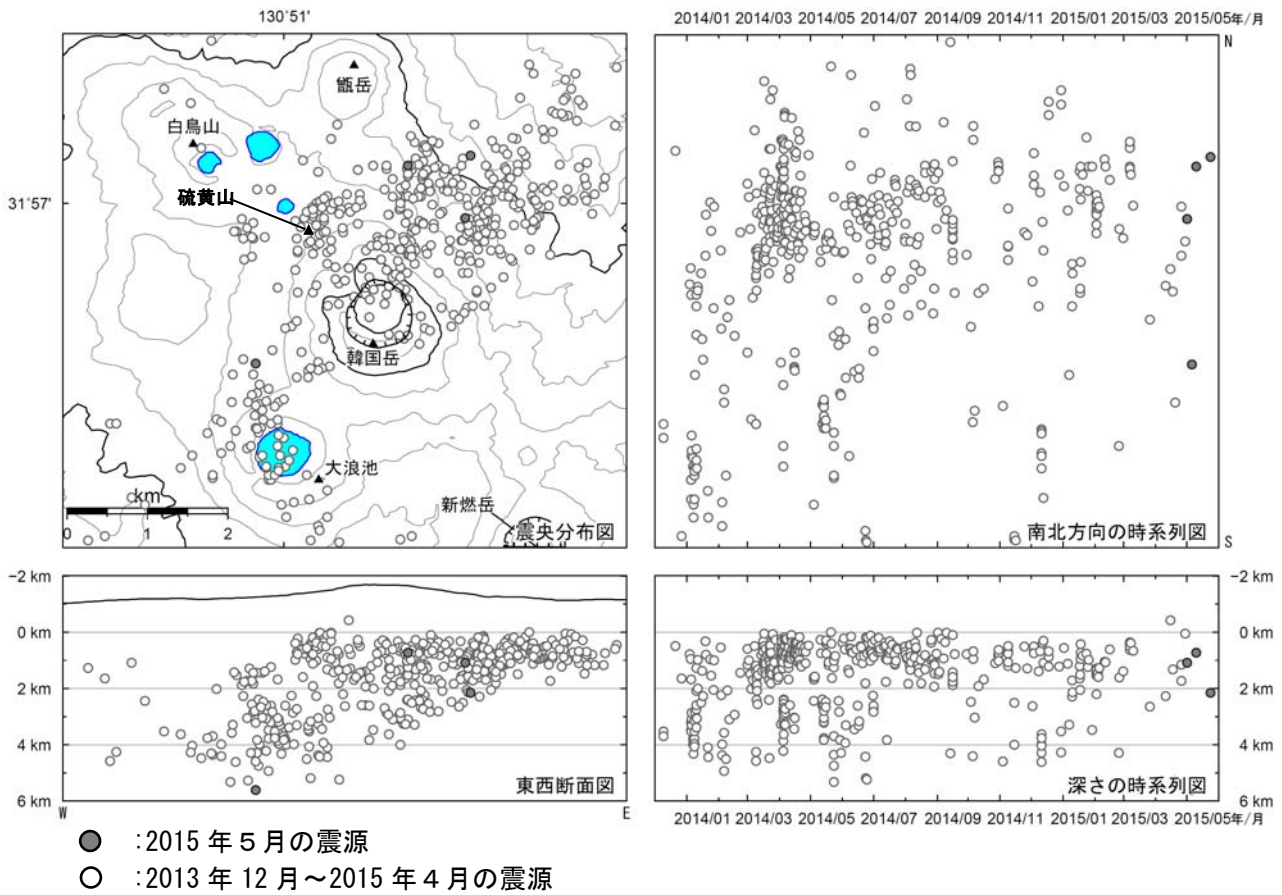 130°51'
2014/01 2014/03 2014/05 2014/07 2014/09 2014/11 2015/01 2015/03 2015/05年/月
N
甑岳
白鳥山
31°57'
硫黄山
韓国岳
大浪池
新燃岳
km
0 1 2
震央分布図
南北方向の時系列図
S
-2 km
0 km
2 km
4 km
6 km
東西断面図
W
E
-2 km
0 km
2 km
4 km
6 km
深さの時系列図
2014/01 2014/03 2014/05 2014/07 2014/09 2014/11 2015/01 2015/03 2015/05年/月
:2015 年 5 月の震源
:2013 年 12 月~2015 年 4 月の震源